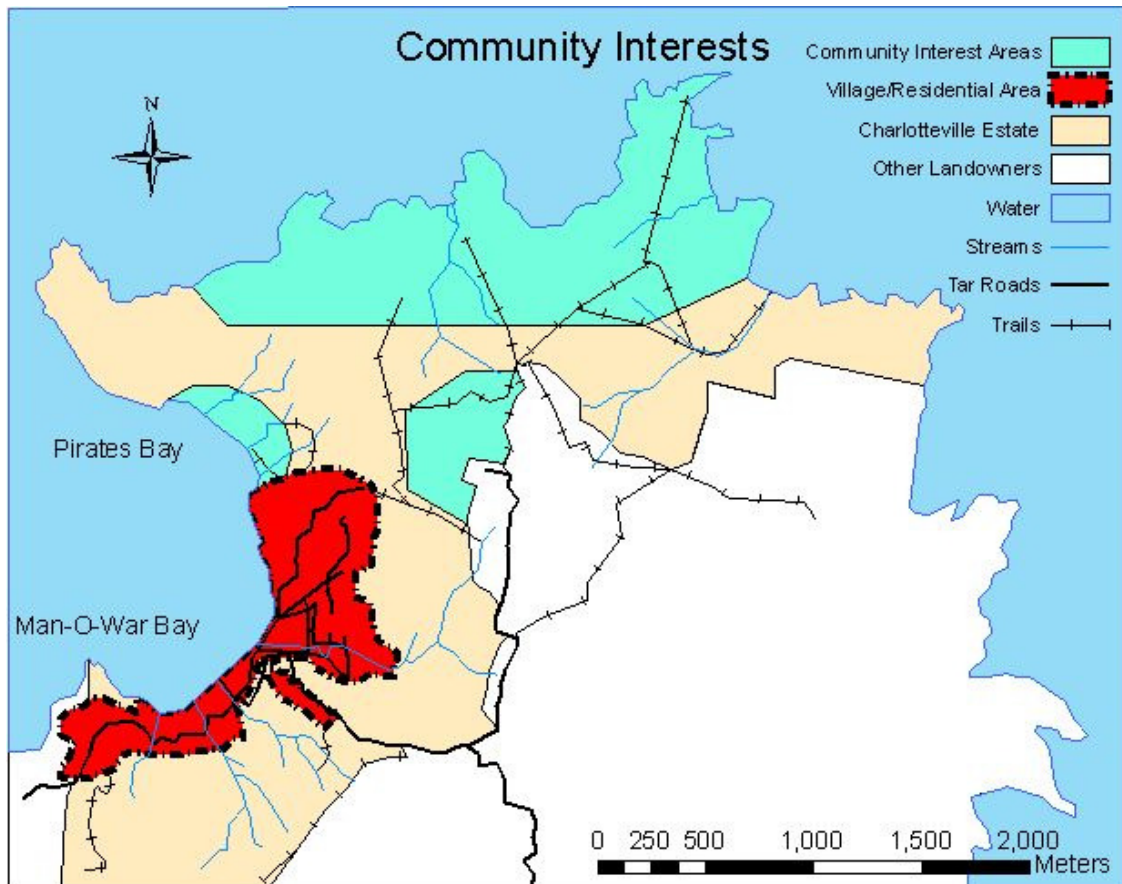 Community Interests
Community Interest Areas
Village/Residential Area
Charlotteville Estate
Other Landowners
Water
Streams
Tar Roads
Trails
N
Pirates Bay
Man-O-War Bay
0 250 500 1,000 1,500 2,000
Meters